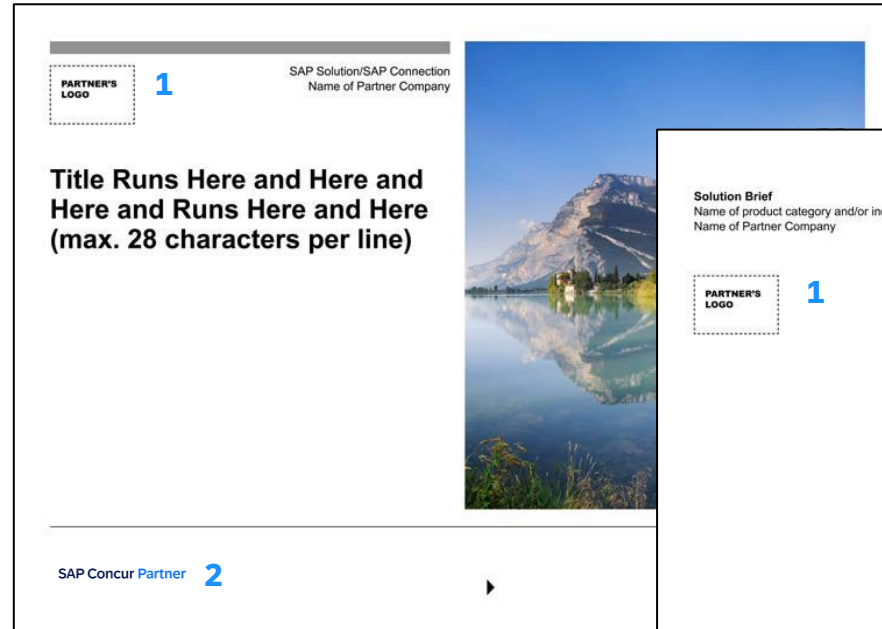 PARTNER'S
LOGO
1
SAP Solution/SAP Connection
Name of Partner Company
Title Runs Here and Here and
Here and Runs Here and Here
(max. 28 characters per line)
SAP Concur Partner 2
Solution Brief
Name of product category and/or
Name of Partner Company
PARTNER'S
LOGO
1